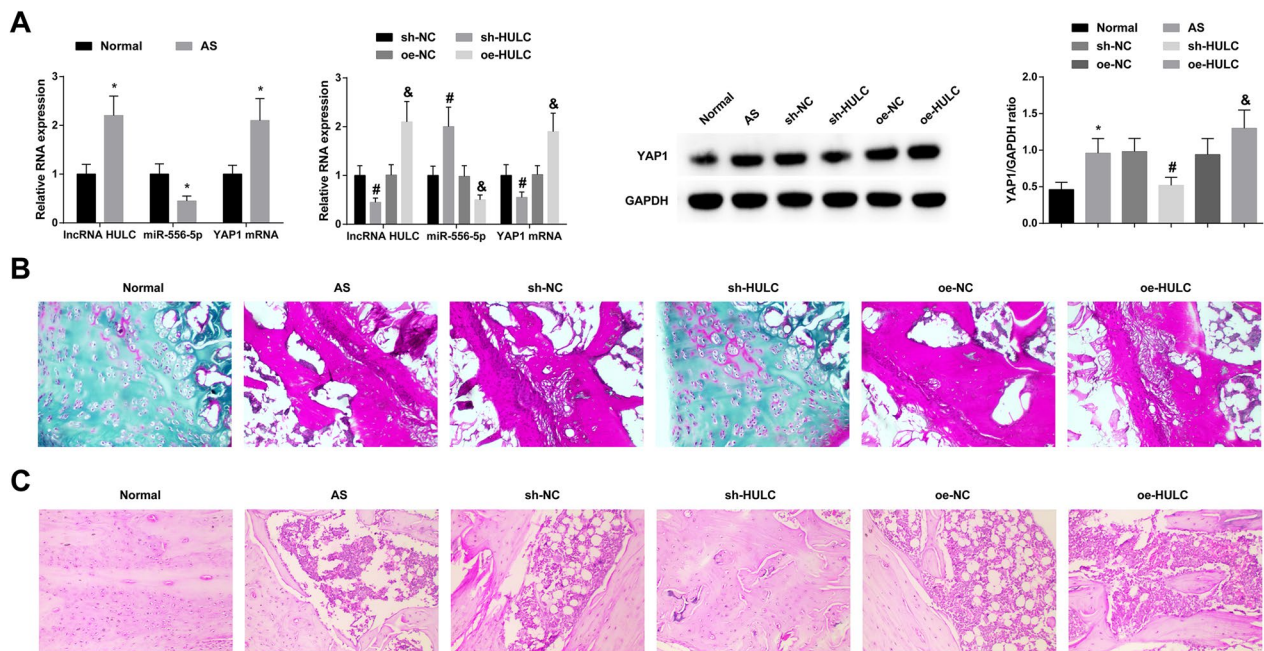 A
Normal AS
Relative RNA expression
3
2
1
0
lncRNA HULC miR-556-5p YAP1 mRNA
* * *
sh-NC sh-HULC
oe-NC oe-HULC
Relative RNA expression
3
2
1
0
lncRNA HULC miR-556-5p YAP1 mRNA
# & # & # &
Normal AS sh-NC sh-HULC oe-NC oe-HULC
YAP1
GAPDH
Normal AS
sh-NC sh-HULC
oe-NC oe-HULC
YAP1/GAPDH ratio
2.0
1.5
1.0
0.5
0.0
* # &
B
Normal AS sh-NC sh-HULC oe-NC oe-HULC
C
Normal AS sh-NC sh-HULC oe-NC oe-HULC